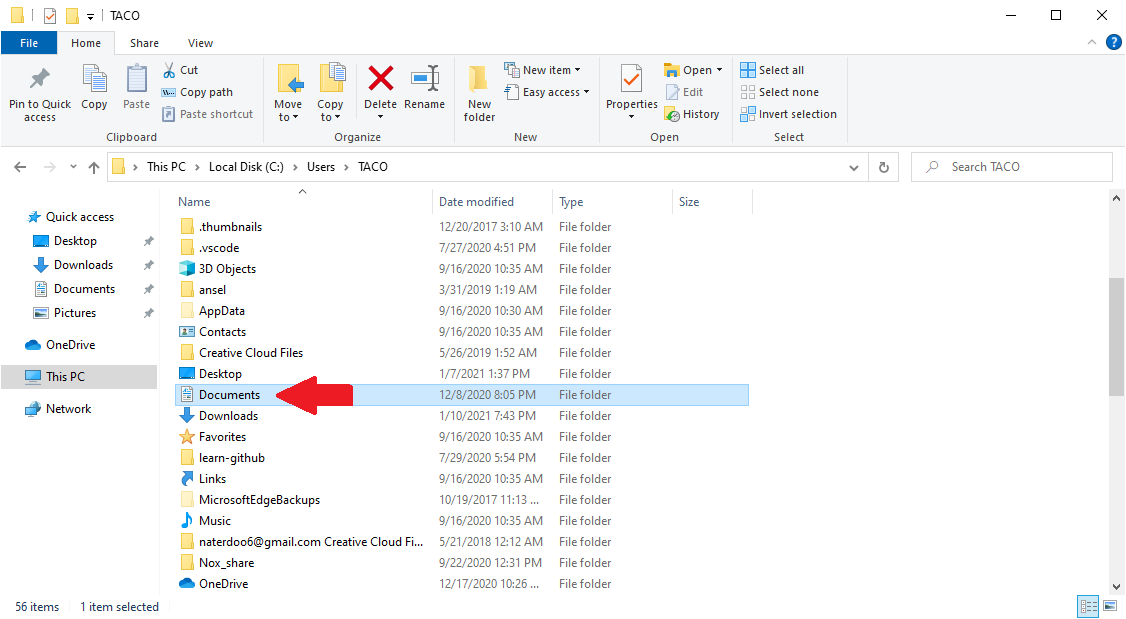 TACO
File Home Share View
Pin to Quick access
Copy
Paste
Cut
Copy path
Paste shortcut
Clipboard
Move to
Copy to
Delete
Rename
Organize
New folder
New item
Easy access
New
Properties
Open
Edit
History
Open
Select all
Select none
Invert selection
Select
This PC > Local Disk (C:) > Users > TACO
Search TACO
Quick access
Desktop
Downloads
Documents
Pictures
OneDrive
This PC
Network
Name Date modified Type Size
.thumbnails 12/20/2017 3:10 AM File folder
.vscode 7/27/2020 4:51 PM File folder
3D Objects 9/16/2020 10:35 AM File folder
ansel 3/31/2019 1:19 AM File folder
AppData 9/16/2020 10:30 AM File folder
Contacts 9/16/2020 10:35 AM File folder
Creative Cloud Files 5/26/2019 1:52 AM File folder
Desktop 1/7/2021 1:37 PM File folder
Documents 12/8/2020 8:05 PM File folder
Downloads 1/10/2021 7:43 PM File folder
Favorites 9/16/2020 10:35 AM File folder
learn-github 7/29/2020 5:54 PM File folder
Links 9/16/2020 10:35 AM File folder
MicrosoftEdgeBackups 10/19/2017 11:13 ... File folder
Music 9/16/2020 10:35 AM File folder
naterdoo6@gmail.com Creative Cloud Fi... 5/21/2018 12:12 AM File folder
Nox_share 9/22/2020 12:31 PM File folder
OneDrive 12/17/2020 10:26 ... File folder
56 items 1 item selected